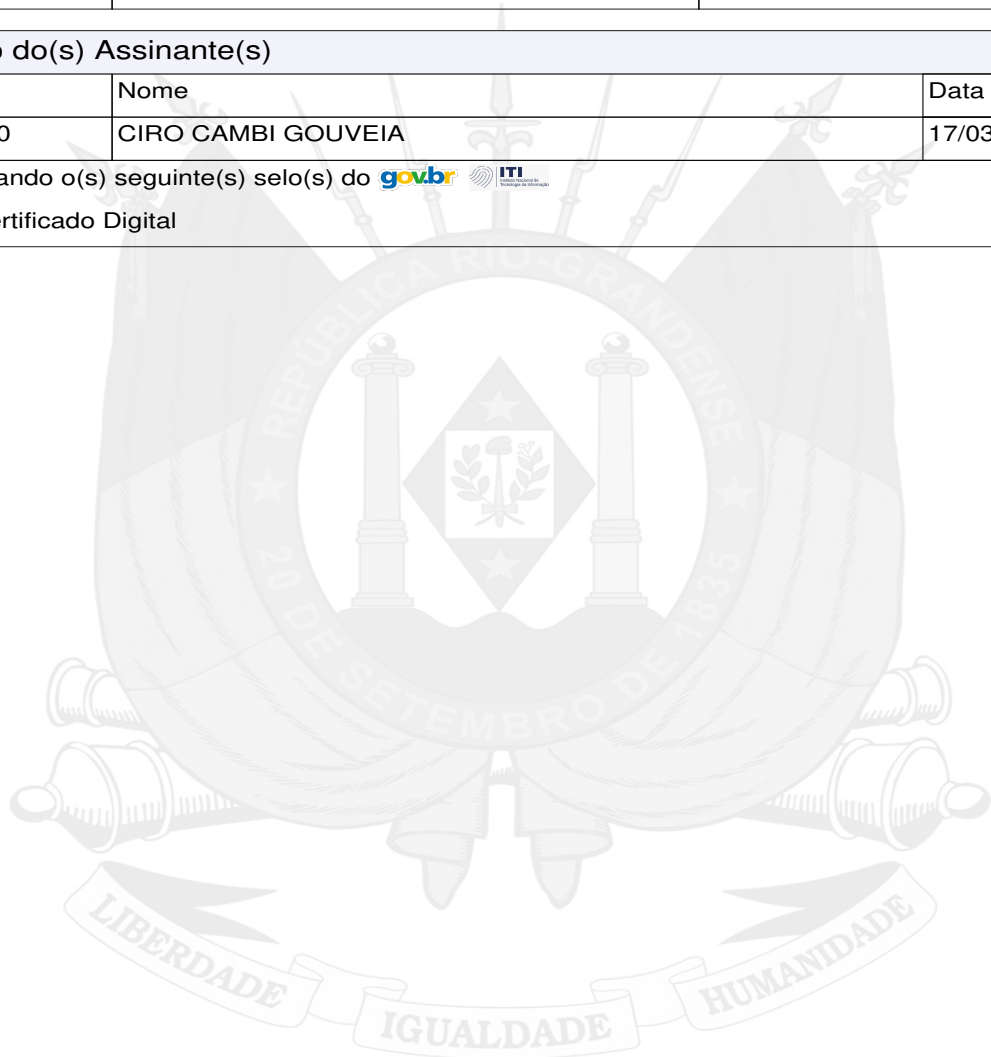 do(s) Assinante(s)
Nome Data
0 CIRO CAMBI GOUVEIA 17/03
ando o(s) seguinte(s) selo(s) do gov.br ITI
ertificado Digital
REPÚBLICA RIO-GRANDENSE
20 DE SETEMBRO DE 1835
LIBERDADE IGUALDADE HUMANIDADE